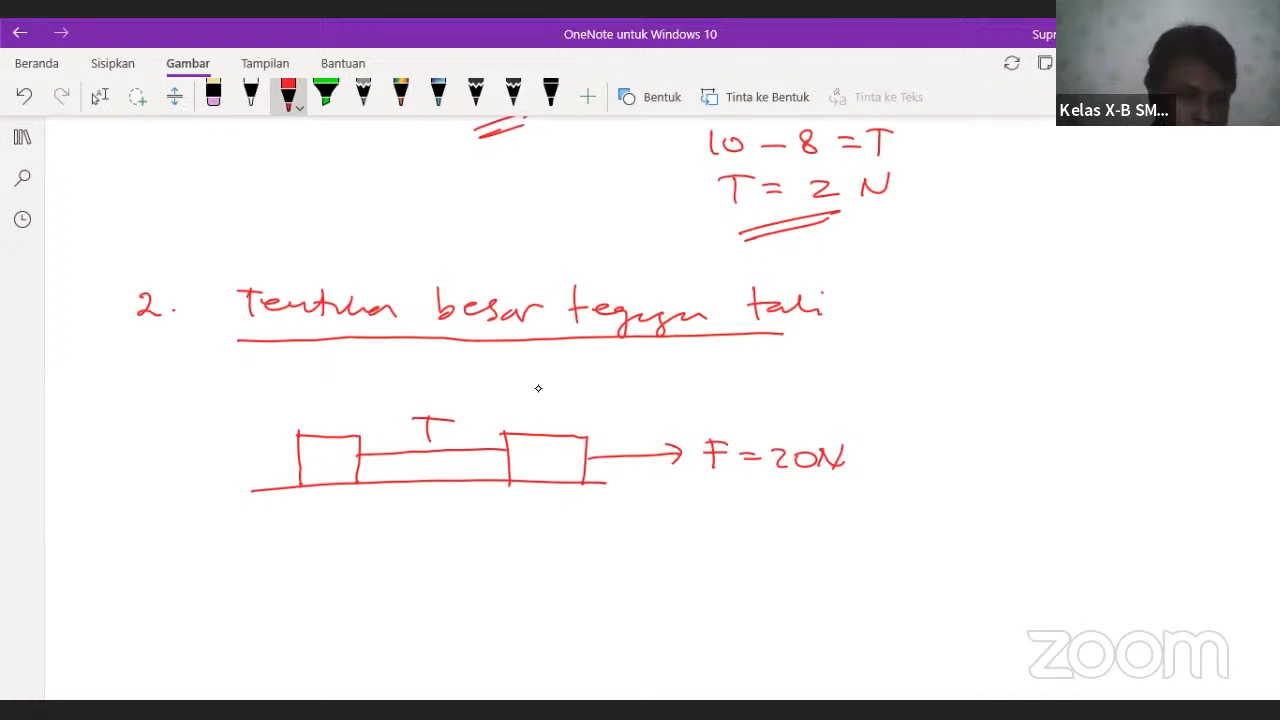 OneNote untuk Windows 10
Supr
Beranda Sisipkan Gambar Tampilan Bantuan
Bentuk Tinta ke Bentuk Tinta ke Teks
Kelas X-B SM...
10 - 8 = T
T = 2 N
2. Tentukan besar tegangan tali
T
F = 20N
zoom